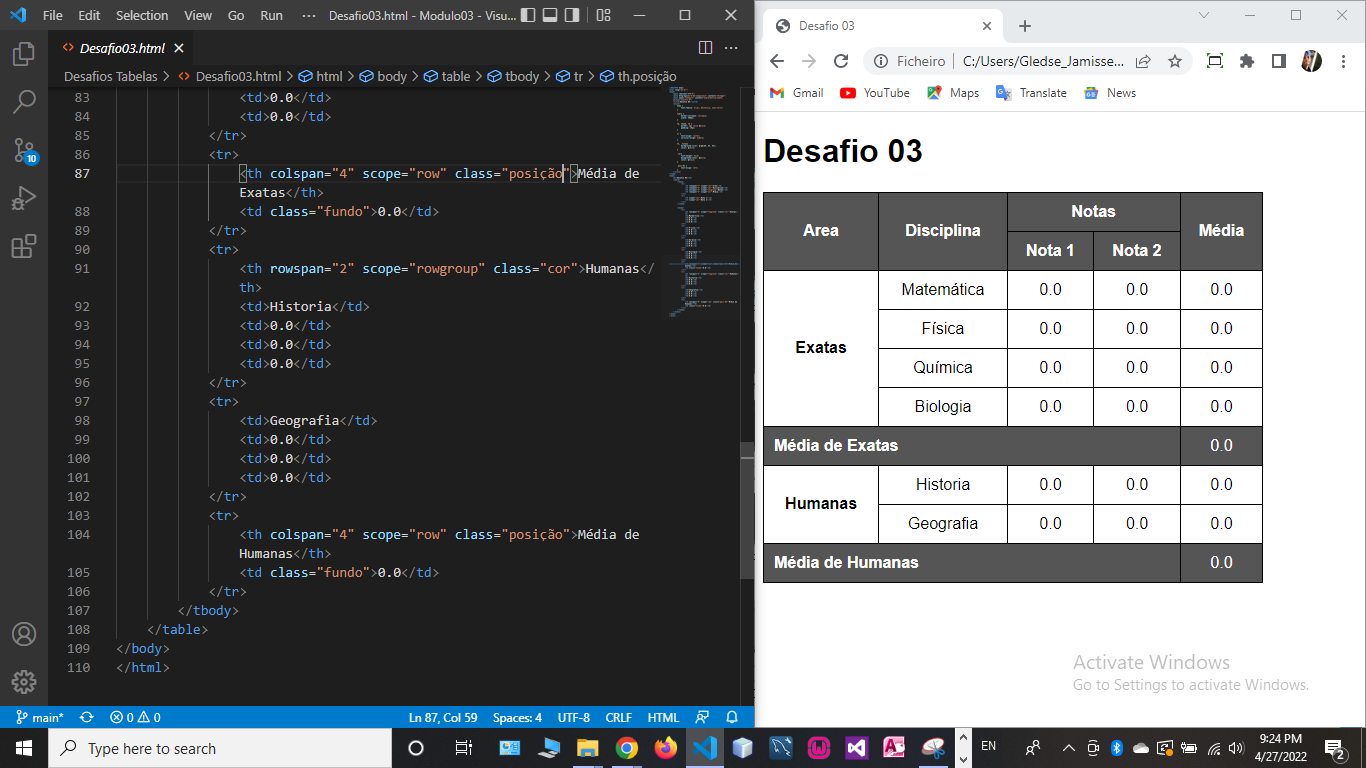 File Edit Selection View Go Run ··· Desafio03.html - Modulo03 - Visu...
Desafio03.html
Desafios Tabelas > Desafio03.html > html > body > table > tbody > tr > th.posição
83 <td>0.0</td>
84 <td>0.0</td>
85 </tr>
86 <tr>
87 <th colspan="4" scope="row" class="posição">Média de
Exatas</th>
88 <td class="fundo">0.0</td>
89 </tr>
90 <tr>
91 <th rowspan="2" scope="rowgroup" class="cor">Humanas</
th>
92 <td>Historia</td>
93 <td>0.0</td>
94 <td>0.0</td>
95 <td>0.0</td>
96 </tr>
97 <tr>
98 <td>Geografia</td>
99 <td>0.0</td>
100 <td>0.0</td>
101 <td>0.0</td>
102 </tr>
103 <tr>
104 <th colspan="4" scope="row" class="posição">Média de
Humanas</th>
105 <td class="fundo">0.0</td>
106 </tr>
107 </tbody>
108 </table>
109 </body>
110 </html>
10
main* 0 0 Ln 87, Col 59 Spaces: 4 UTF-8 CRLF HTML
Desafio 03
Ficheiro C:/Users/Gledse_Jamisse...
Gmail YouTube Maps Translate News
Desafio 03
Area Disciplina Notas Média
Nota 1 Nota 2
Exatas Matemática 0.0 0.0 0.0
Física 0.0 0.0 0.0
Química 0.0 0.0 0.0
Biologia 0.0 0.0 0.0
Média de Exatas 0.0
Humanas Historia 0.0 0.0 0.0
Geografia 0.0 0.0 0.0
Média de Humanas 0.0
Activate Windows
Go to Settings to activate Windows.
Type here to search
EN
9:24 PM
4/27/2022
2